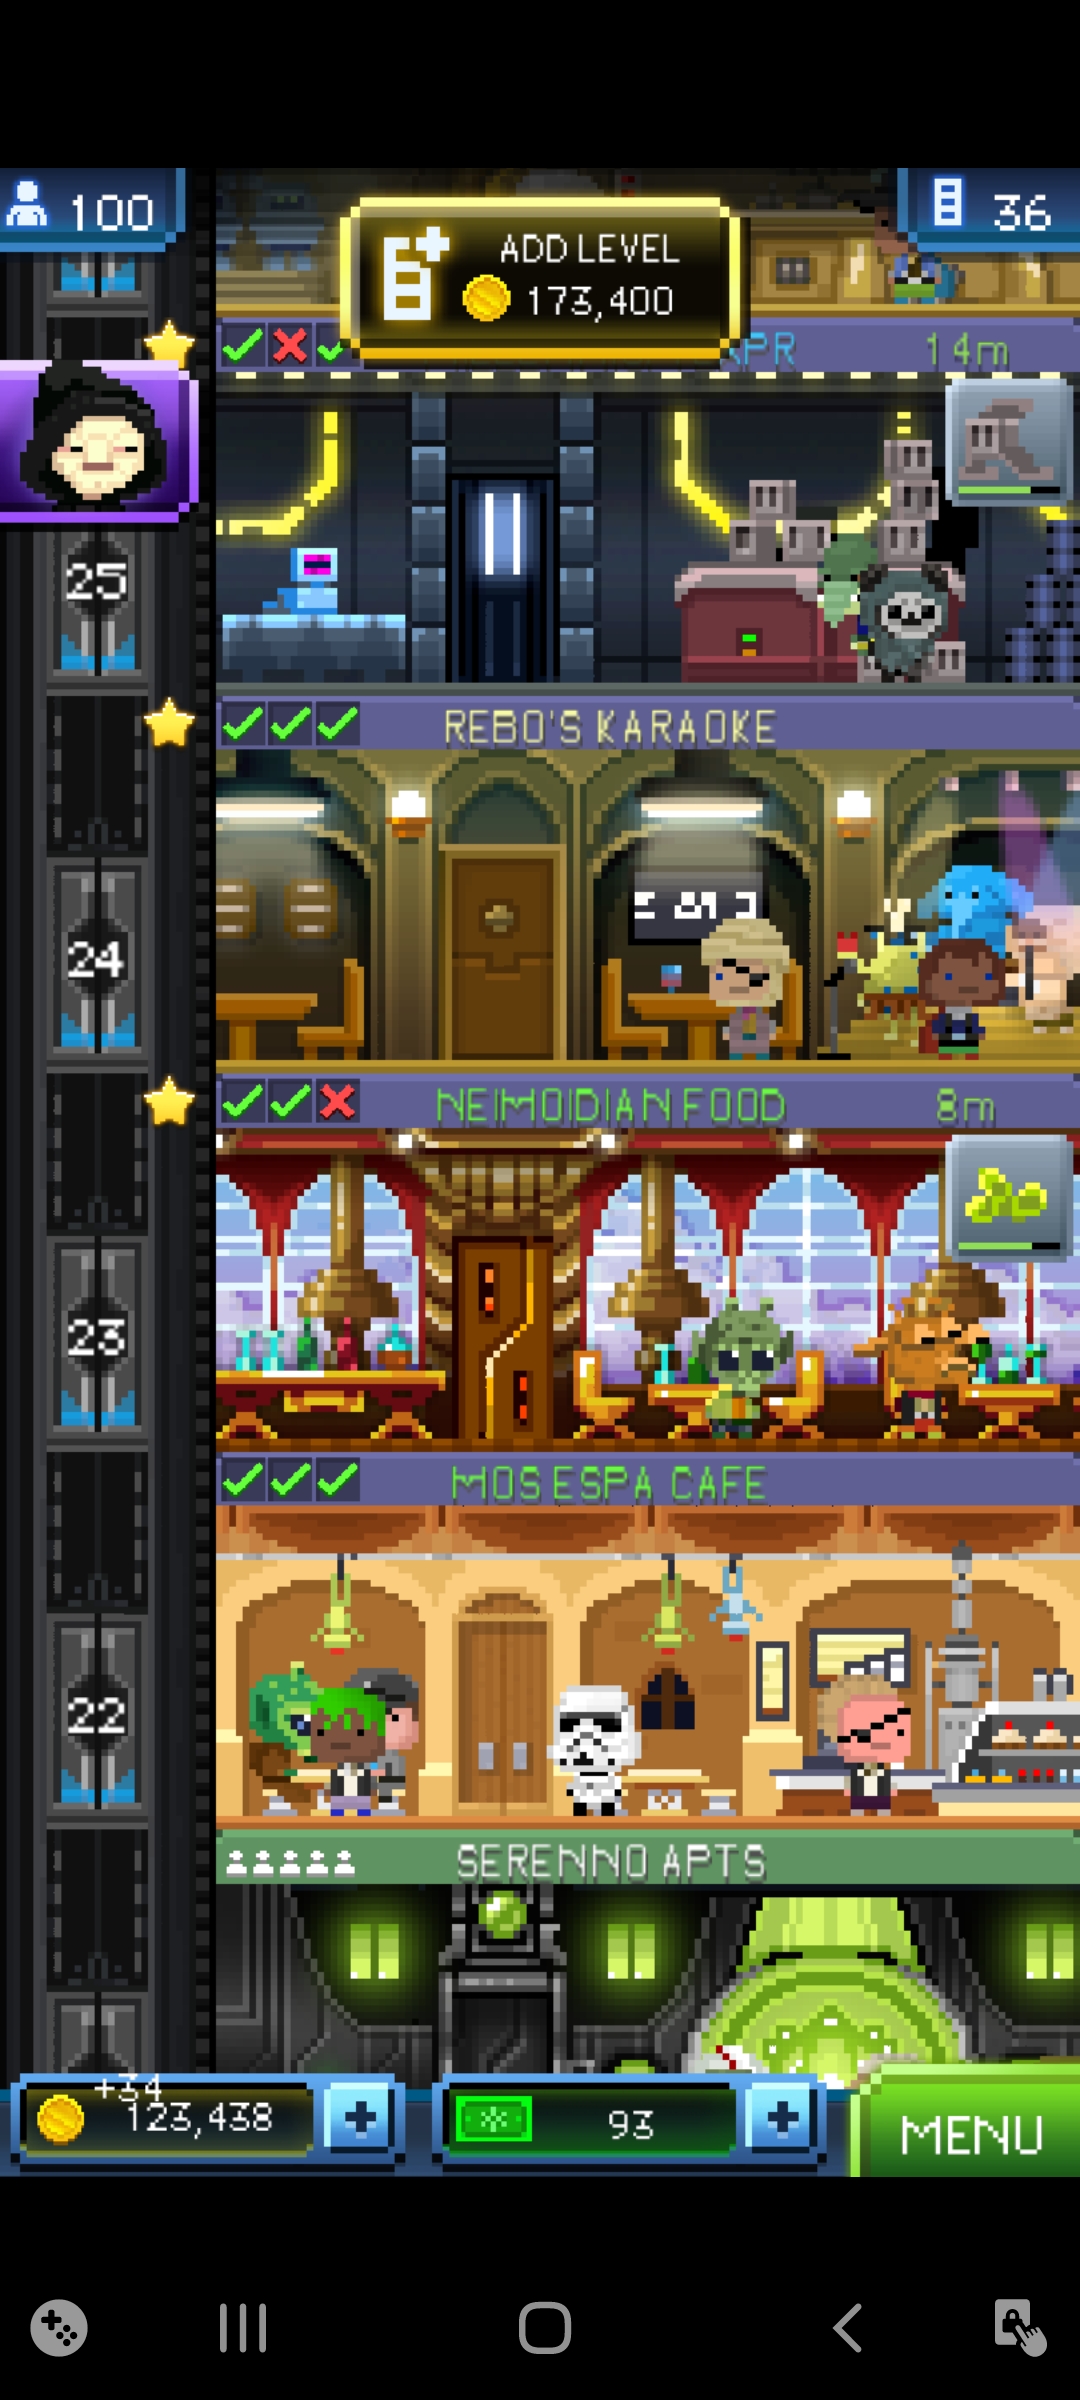 100
ADD LEVEL
173,400
36
14m
25
REBO'S KARAOKE
24
NEIMOIDIAN FOOD
8m
23
MOS ESPA CAFE
22
SERENNO APTS
+34
123,438
93
MENU